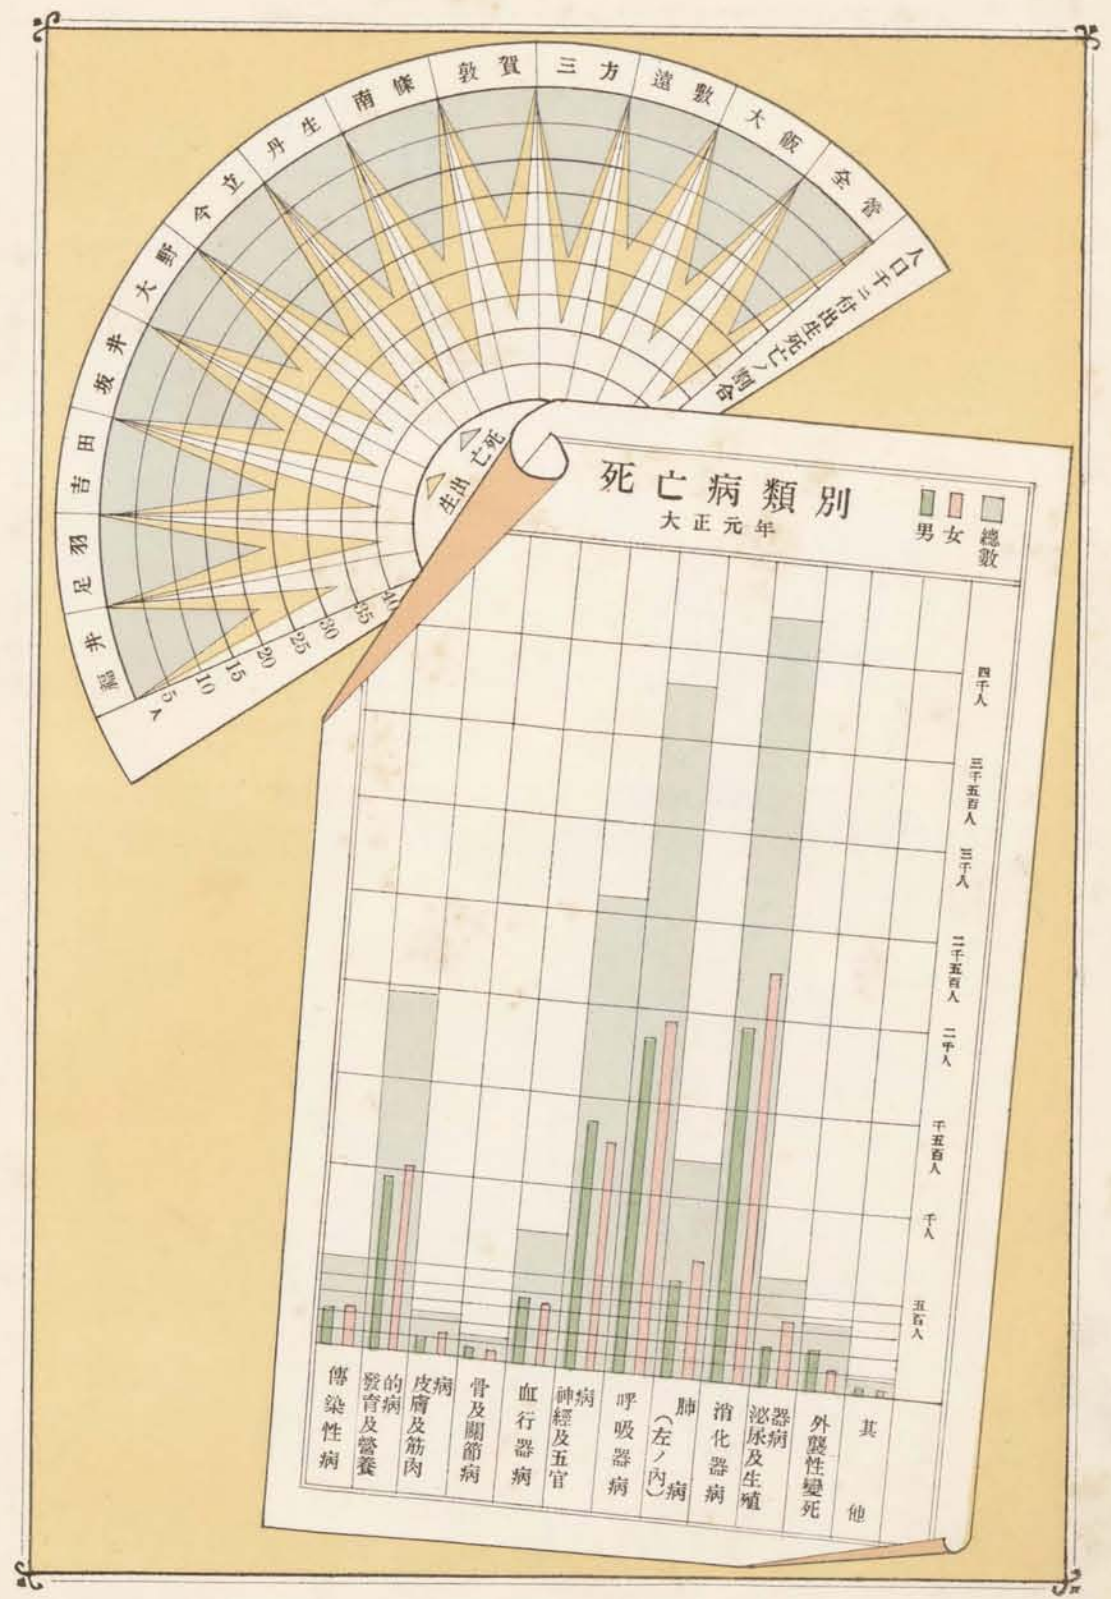 福井
足羽
吉田
坂井
大野
今立
丹生
南條
敦賀
三方
遠敷
大飯
全管
人口千ニ付出生死亡ノ割合
死亡
出生
5人
10
15
20
25
30
35
40
死亡病類別
大正元年
男
女
總數
四千人
三千五百人
三千人
二千五百人
二千人
千五百人
千人
五百人
傳染性病
發育及營養的病
皮膚及筋肉病
骨及關節病
血行器病
神經及五官病
呼吸器病
肺病(左ノ內)
消化器病
泌尿及生殖器病
外襲性變死
其他